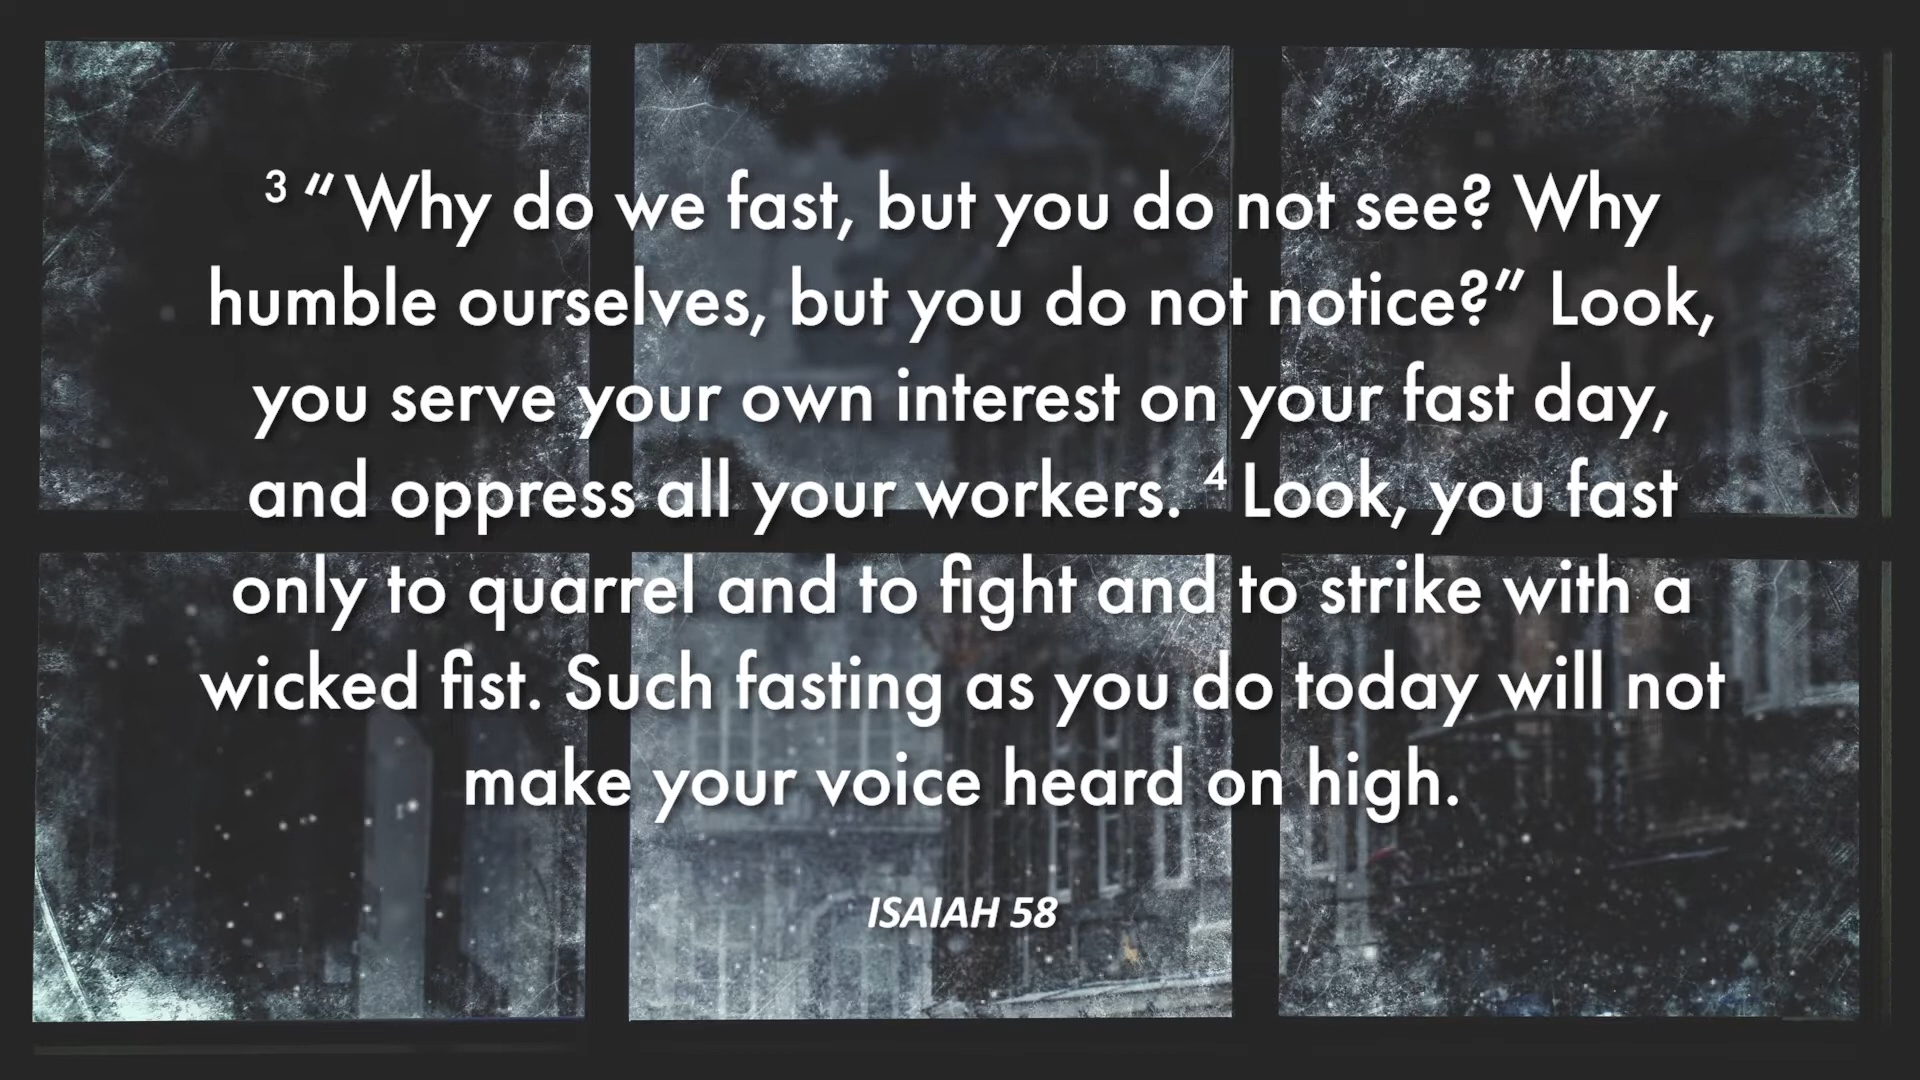 3 “Why do we fast, but you do not see? Why
humble ourselves, but you do not notice?” Look,
you serve your own interest on your fast day,
and oppress all your workers. 4 Look, you fast
only to quarrel and to fight and to strike with a
wicked fist. Such fasting as you do today will not
make your voice heard on high.
ISAIAH 58